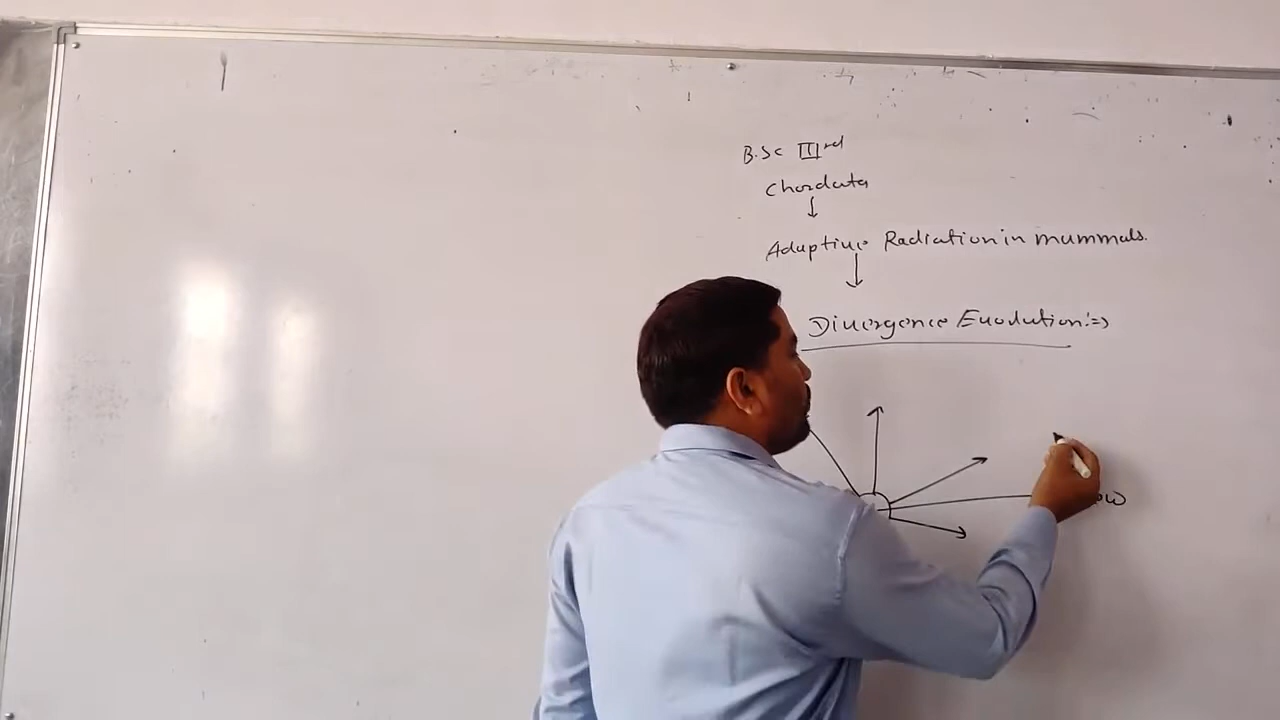 B.Sc IIIrd
Chordata
Adaptive Radiation in mammals.
Divergence Evolution:⇒